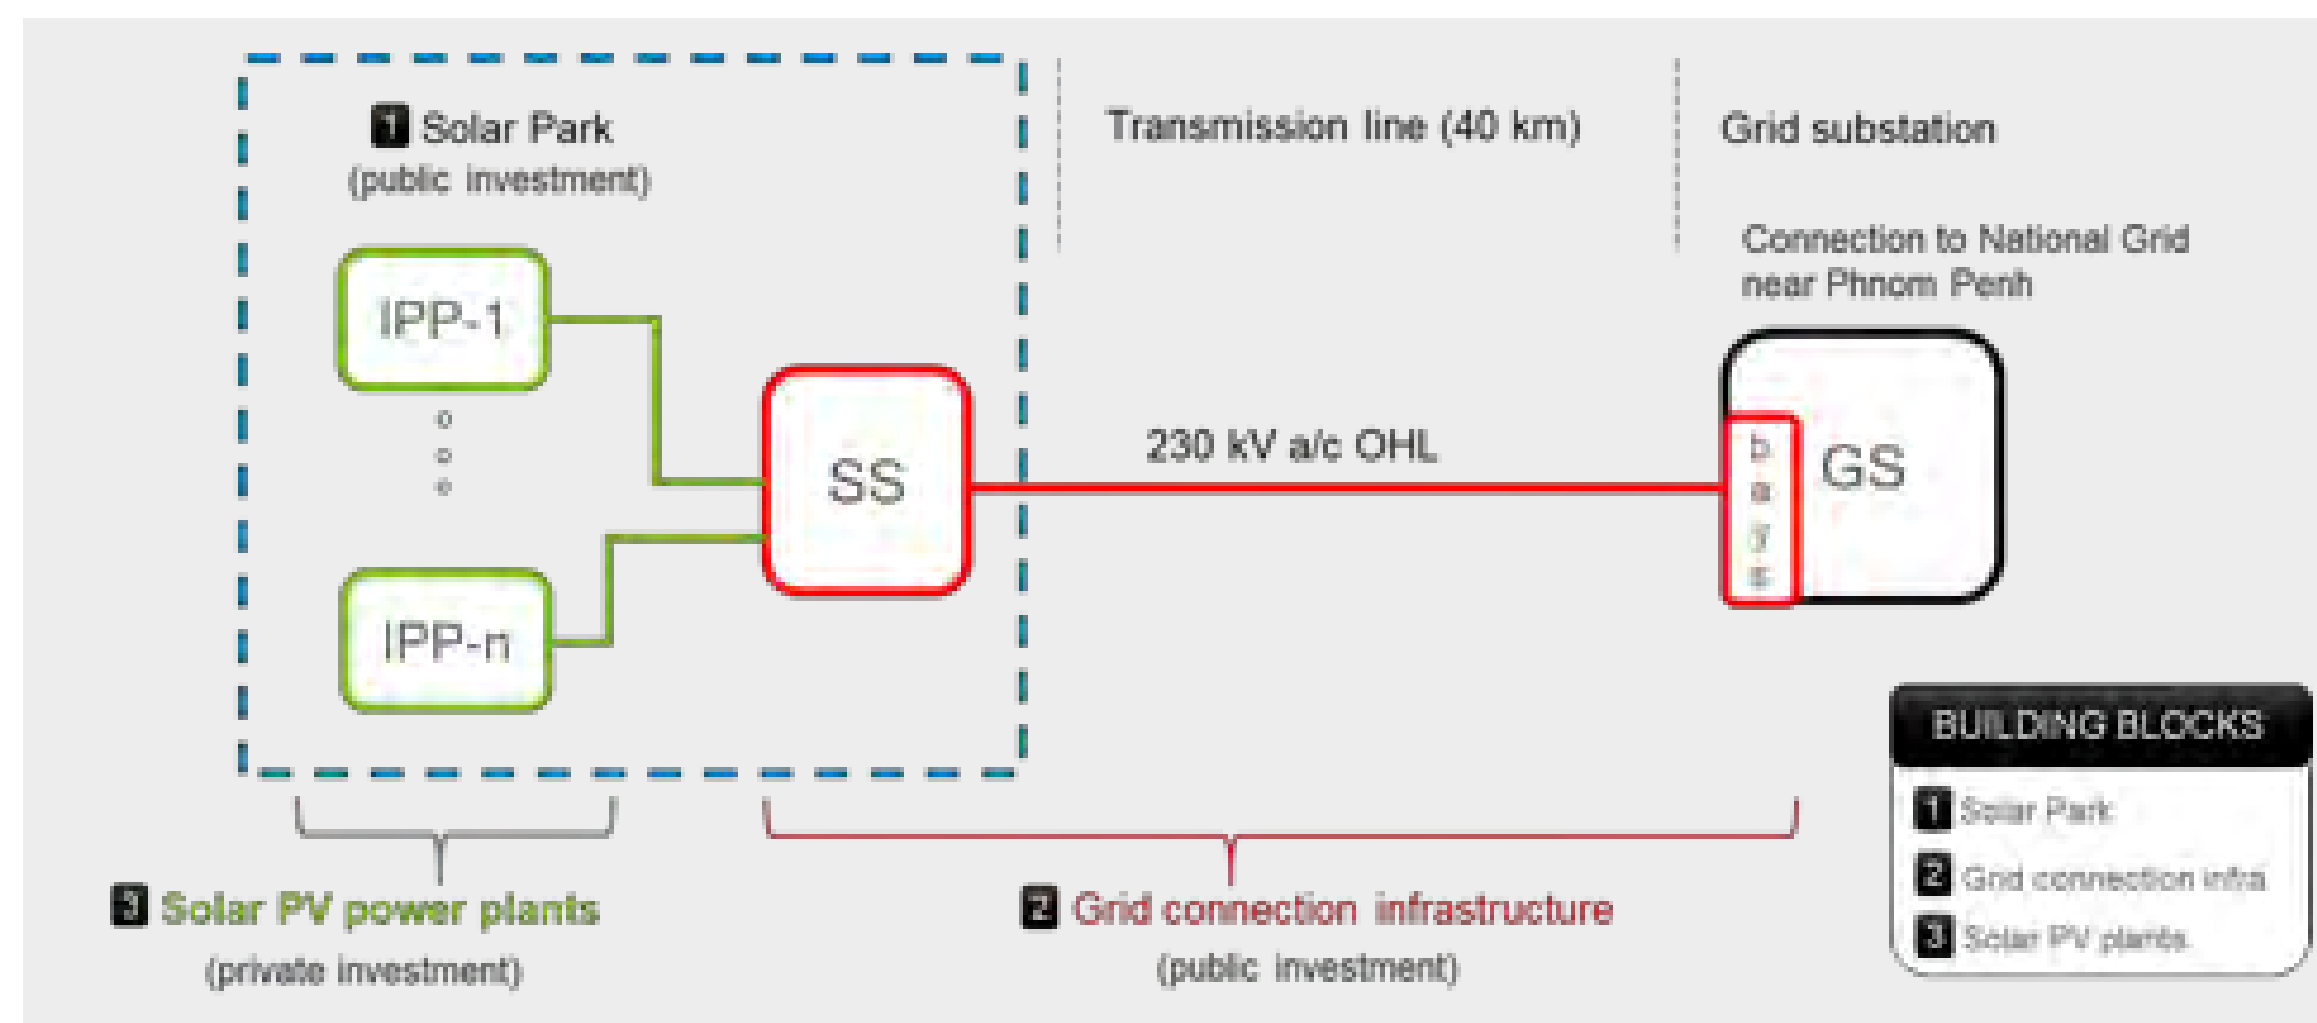 1 Solar Park
(public investment)
Transmission line (40 km)
Grid substation
Connection to National Grid
near Phnom Penh
IPP-1
IPP-n
SS
230 kV a/c OHL
bays
GS
3 Solar PV power plants
(private investment)
2 Grid connection infrastructure
(public investment)
BUILDING BLOCKS
1 Solar Park
2 Grid connection infra
3 Solar PV plants